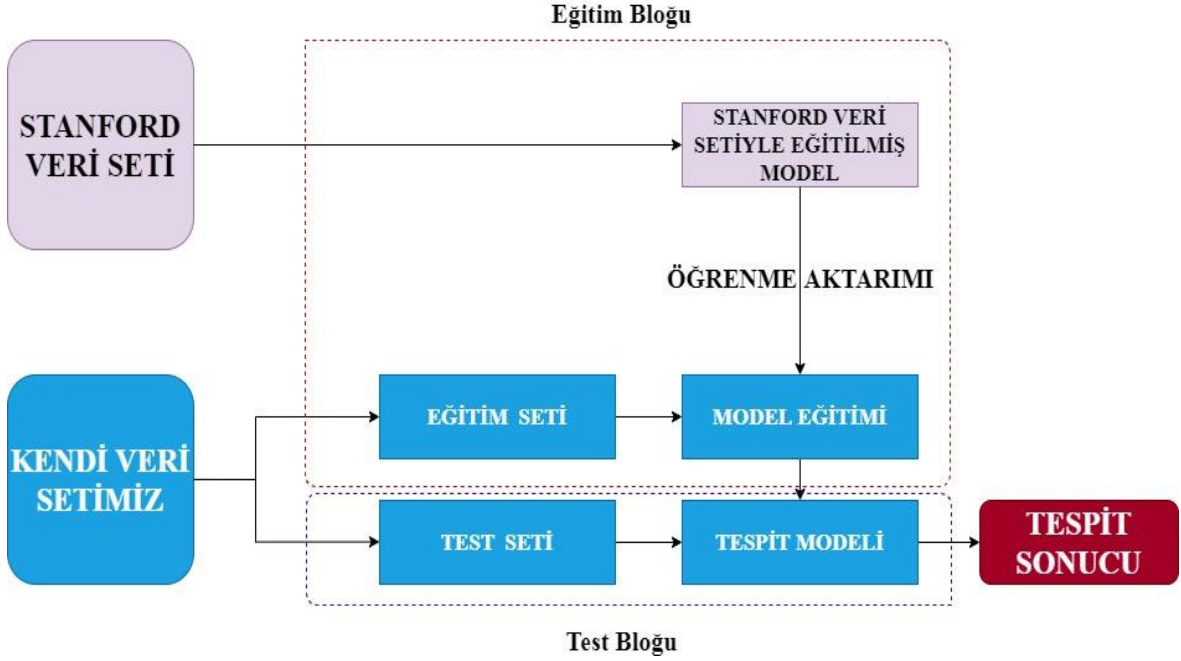 Eğitim Bloğu
STANFORD
VERİ SETİ
STANFORD VERİ
SETİYLE EĞİTİLMİŞ
MODEL
ÖĞRENME AKTARIMI
KENDİ VERİ
SETİMİZ
EĞİTİM SETİ
MODEL EĞİTİMİ
TEST SETİ
TESPİT MODELİ
TESPİT
SONUCU
Test Bloğu